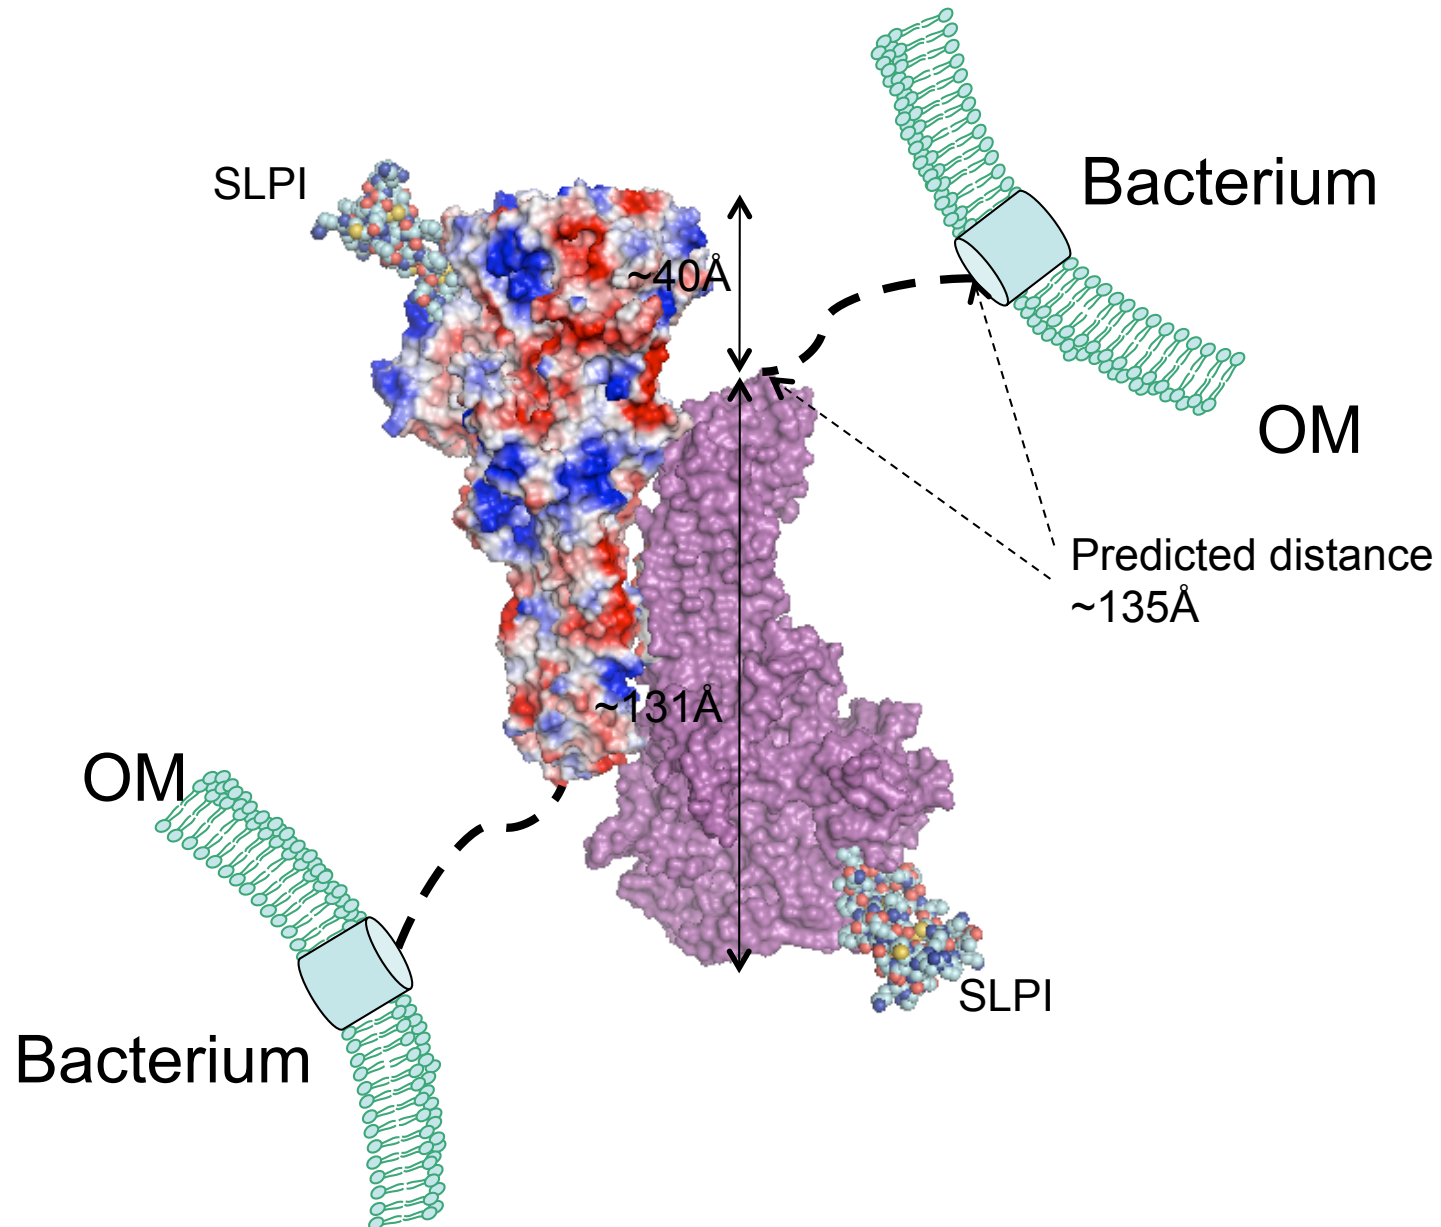 SLPI
Bacterium
~40Å
OM
Predicted distance
~135Å
~131Å
OM
SLPI
Bacterium